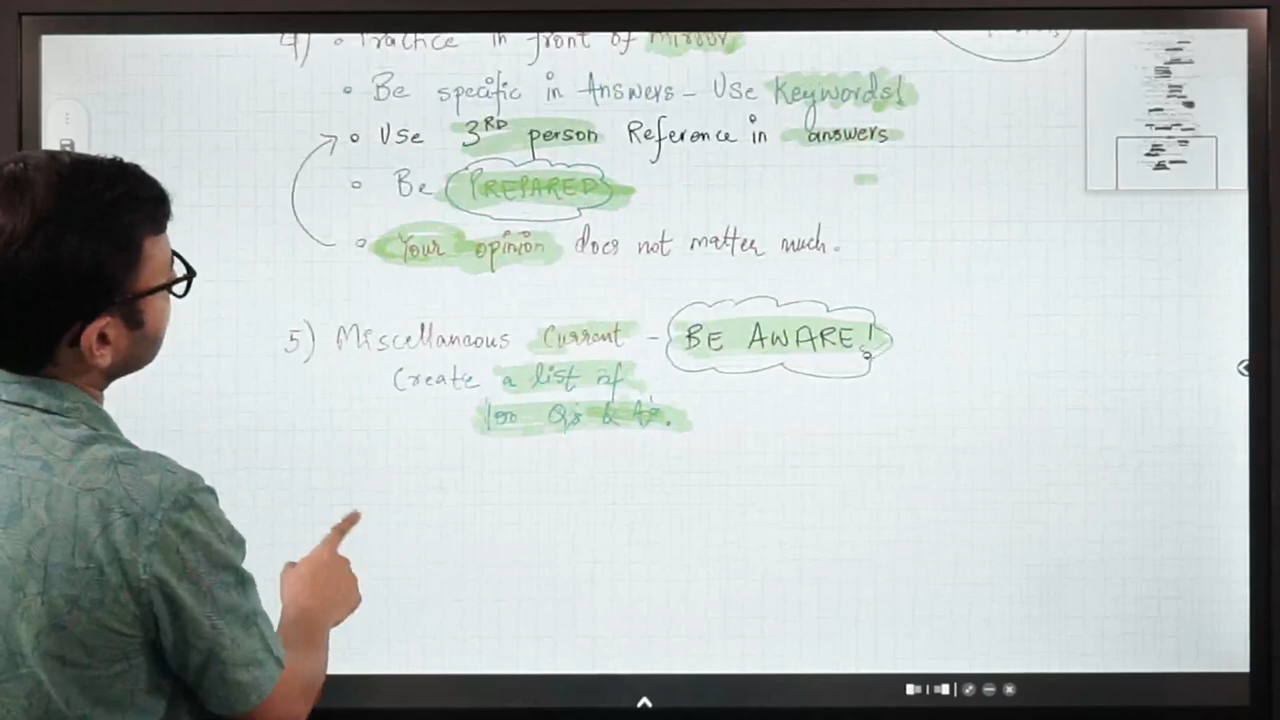 4) • Practice in front of mirror.
• Be specific in Answers - Use Keywords!
• Use 3RD person Reference in answers
• Be PREPARED
• Your opinion does not matter much.
5) Miscellaneous Current - BE AWARE!
Create a list of
100 Q's & A's.